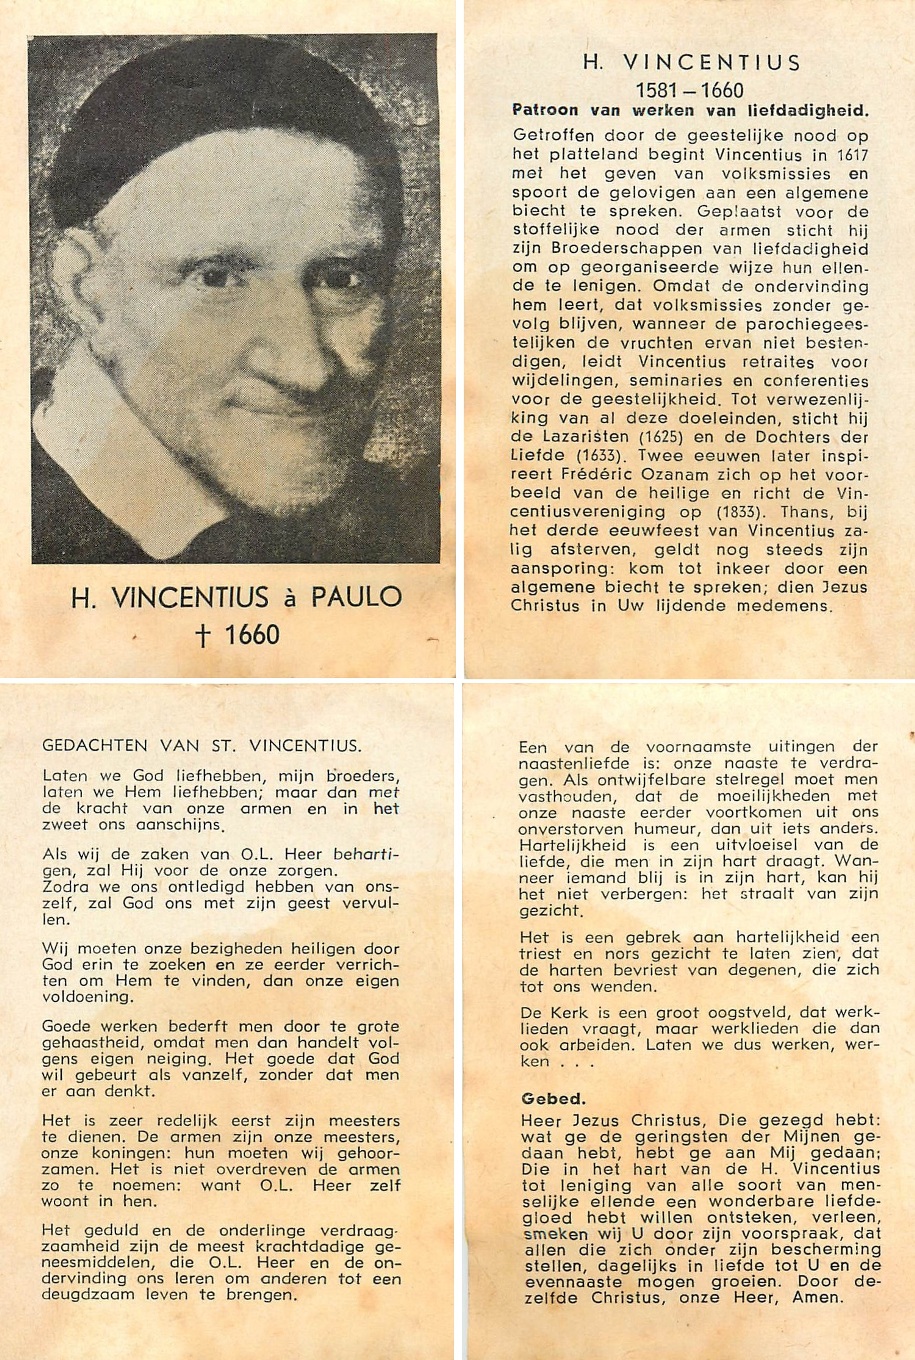 H. VINCENTIUS à PAULO
† 1660
H. VINCENTIUS
1581 – 1660
Patroon van werken van liefdadigheid.
Getroffen door de geestelijke nood op
het platteland begint Vincentius in 1617
met het geven van volksmissies en
spoort de gelovigen aan een algemene
biecht te spreken. Geplaatst voor de
stoffelijke nood der armen sticht hij
zijn Broederschappen van liefdadigheid
om op georganiseerde wijze hun ellen-
de te lenigen. Omdat de ondervinding
hem leert, dat volksmissies zonder ge-
volg blijven, wanneer de parochiegees-
telijken de vruchten ervan niet besten-
digen, leidt Vincentius retraites voor
wijdelingen, seminaries en conferenties
voor de geestelijkheid. Tot verwezenlij-
king van al deze doeleinden, sticht hij
de Lazaristen (1625) en de Dochters der
Liefde (1633). Twee eeuwen later inspi-
reert Frédéric Ozanam zich op het voor-
beeld van de heilige en richt de Vin-
centiusvereniging op (1833). Thans, bij
het derde eeuwfeest van Vincentius za-
lig afsterven, geldt nog steeds zijn
aansporing: kom tot inkeer door een
algemene biecht te spreken; dien Jezus
Christus in Uw lijdende medemens.
GEDACHTEN VAN ST. VINCENTIUS.
Laten we God liefhebben, mijn broeders,
laten we Hem liefhebben; maar dan met
de kracht van onze armen en in het
zweet ons aanschijns.
Als wij de zaken van O.L. Heer beharti-
gen, zal Hij voor de onze zorgen.
Zodra we ons ontledigd hebben van ons-
zelf, zal God ons met zijn geest vervul-
len.
Wij moeten onze bezigheden heiligen door
God erin te zoeken en ze eerder verrich-
ten om Hem te vinden, dan onze eigen
voldoening.
Goede werken bederft men door te grote
gehaastheid, omdat men dan handelt vol-
gens eigen neiging. Het goede dat God
wil gebeurt als vanzelf, zonder dat men
er aan denkt.
Het is zeer redelijk eerst zijn meesters
te dienen. De armen zijn onze meesters,
onze koningen: hun moeten wij gehoor-
zamen. Het is niet overdreven de armen
zo te noemen: want O.L. Heer zelf
woont in hen.
Het geduld en de onderlinge verdraag-
zaamheid zijn de meest krachtdadige ge-
neesmiddelen, die O.L. Heer en de on-
dervinding ons leren om anderen tot een
deugdzaam leven te brengen.
Een van de voornaamste uitingen der
naastenliefde is: onze naaste te verdra-
gen. Als ontwijfelbare stelregel moet men
vasthouden, dat de moeilijkheden met
onze naaste eerder voortkomen uit ons
onverstorven humeur, dan uit iets anders.
Hartelijkheid is een uitvloeisel van de
liefde, die men in zijn hart draagt. Wan-
neer iemand blij is in zijn hart, kan hij
het niet verbergen: het straalt van zijn
gezicht.
Het is een gebrek aan hartelijkheid een
triest en nors gezicht te laten zien, dat
de harten bevriest van degenen, die zich
tot ons wenden.
De Kerk is een groot oogstveld, dat werk-
lieden vraagt, maar werklieden die dan
ook arbeiden. Laten we dus werken, wer-
ken . . .
Gebed.
Heer Jezus Christus, Die gezegd hebt:
wat ge de geringsten der Mijnen ge-
daan hebt, hebt ge aan Mij gedaan;
Die in het hart van de H. Vincentius
tot leniging van alle soort van men-
selijke ellende een wonderbare liefde-
gloed hebt willen ontsteken, verleen,
smeken wij U door zijn voorspraak, dat
allen die zich onder zijn bescherming
stellen, dagelijks in liefde tot U en de
evennaaste mogen groeien. Door de-
zelfde Christus, onze Heer, Amen.